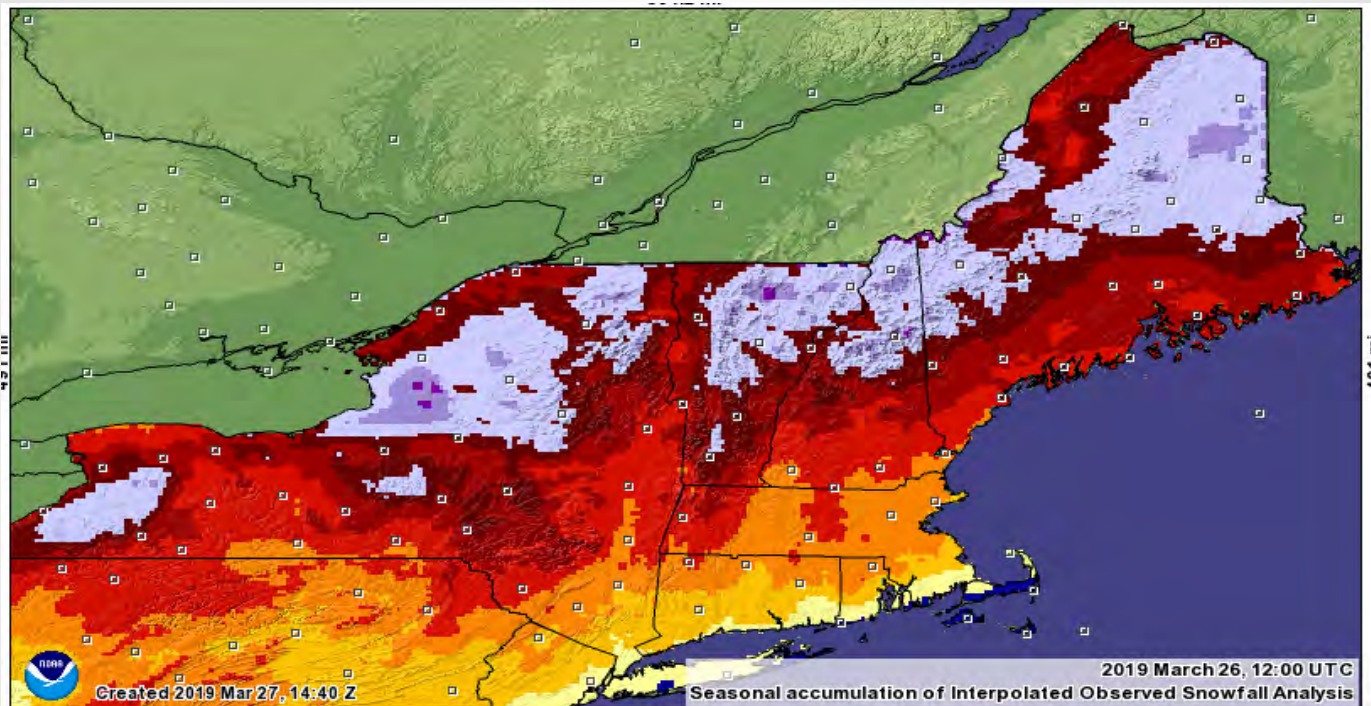 2019 March 26, 12:00 UTC
noaa
Created 2019 Mar 27, 14:40 Z
Seasonal accumulation of Interpolated Observed Snowfall Analysis